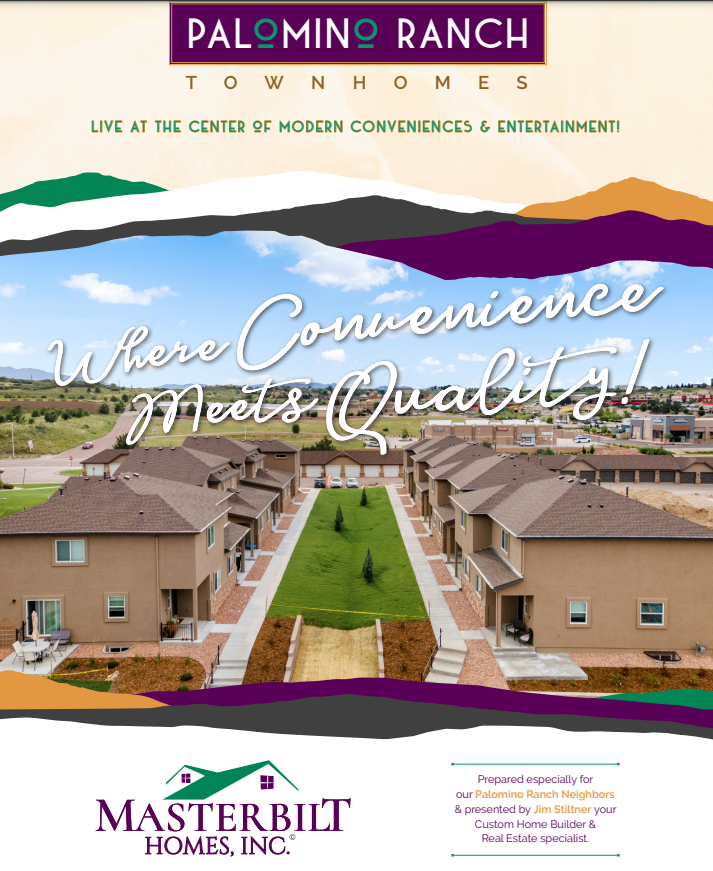 PALOMINO RANCH
TOWNHOMES
LIVE AT THE CENTER OF MODERN CONVENIENCES & ENTERTAINMENT!
Where Convenience
Meets Quality!
MASTERBILT
HOMES, INC.©
Prepared especially for
our Palomino Ranch Neighbors
& presented by Jim Stiltner your
Custom Home Builder &
Real Estate specialist.